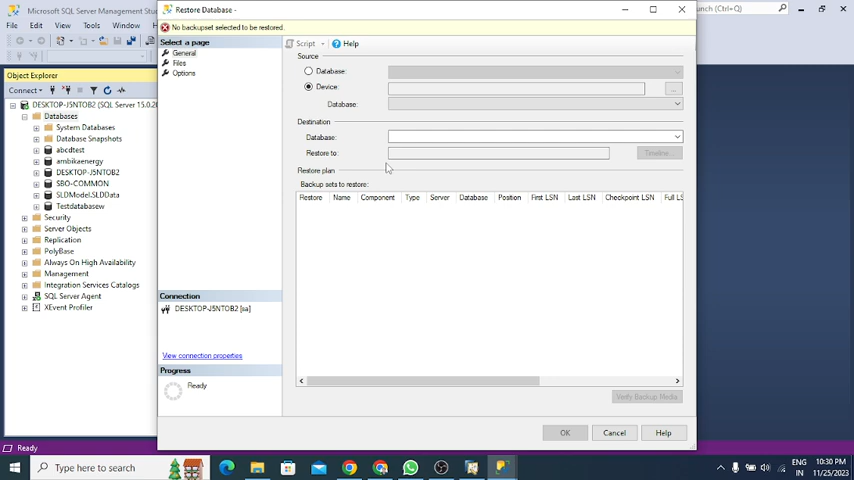 Microsoft SQL Server Management Stu
Restore Database -
unch (Ctrl+Q)
File Edit View Tools Window
No backupset selected to be restored.
Select a page
General
Files
Options
Script
Help
Source
Database:
Device:
...
Database:
Destination
Database:
Restore to:
Timeline...
Restore plan
Backup sets to restore:
Restore Name Component Type Server Database Position First LSN Last LSN Checkpoint LSN Full LS
Object Explorer
Connect
DESKTOP-J5NTOB2 (SQL Server 15.0.20
Databases
System Databases
Database Snapshots
abcdtest
ambikaenergy
DESKTOP-J5NTOB2
SBO-COMMON
SLDModel.SLDData
Testdatabasew
Security
Server Objects
Replication
PolyBase
Always On High Availability
Management
Integration Services Catalogs
SQL Server Agent
XEvent Profiler
Connection
DESKTOP-J5NTOB2 [sa]
View connection properties
Progress
Ready
Verify Backup Media
OK Cancel Help
Ready
Type here to search
ENG
IN
10:30 PM
11/25/2023